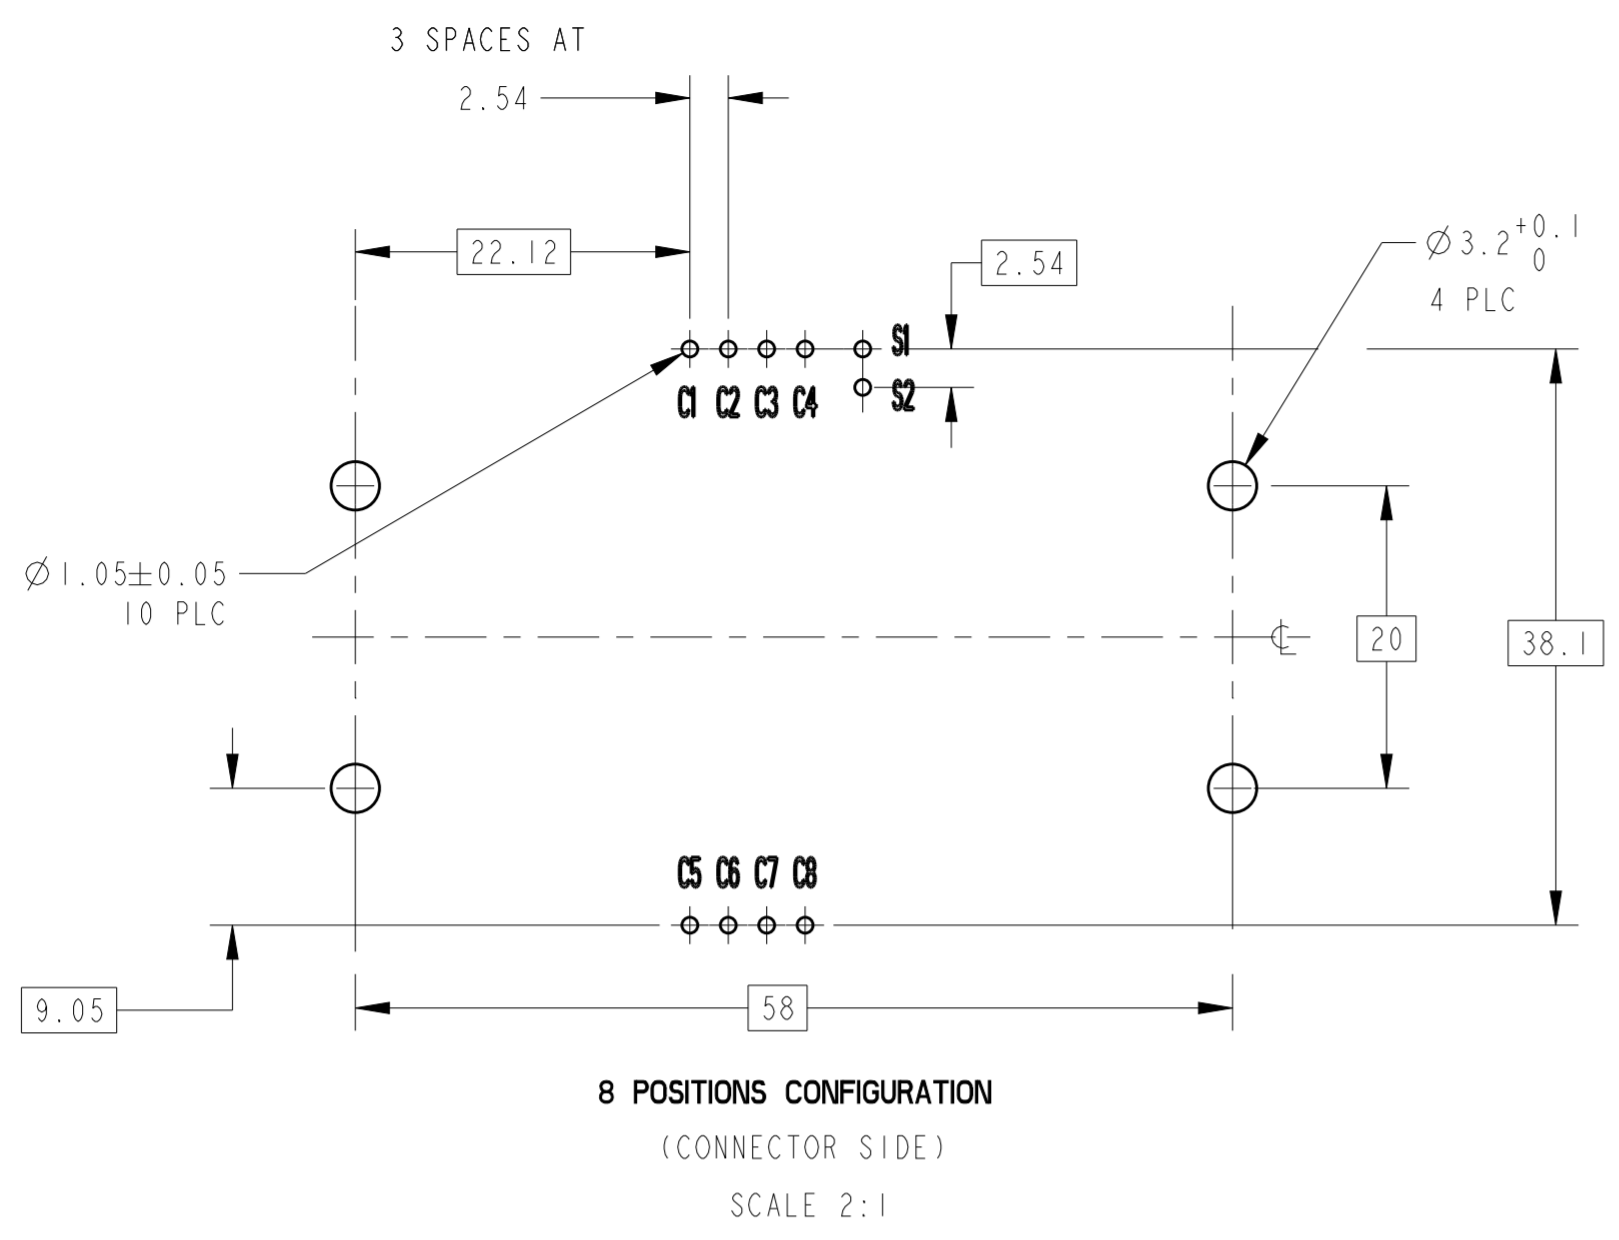 3 SPACES AT
2.54
22.12
2.54
Ø3.2 +0.1 0
4 PLC
S1
S2
C1 C2 C3 C4
Ø1.05±0.05
10 PLC
℄
20
38.1
C5 C6 C7 C8
9.05
58
8 POSITIONS CONFIGURATION
(CONNECTOR SIDE)
SCALE 2:1